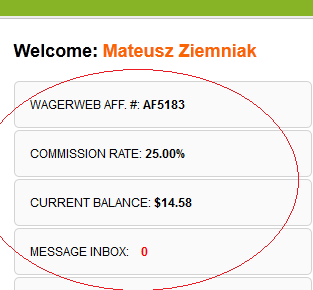 Welcome: Mateusz Ziemniak
WAGERWEB AFF. #: AF5183
COMMISSION RATE: 25.00%
CURRENT BALANCE: $14.58
MESSAGE INBOX: 0